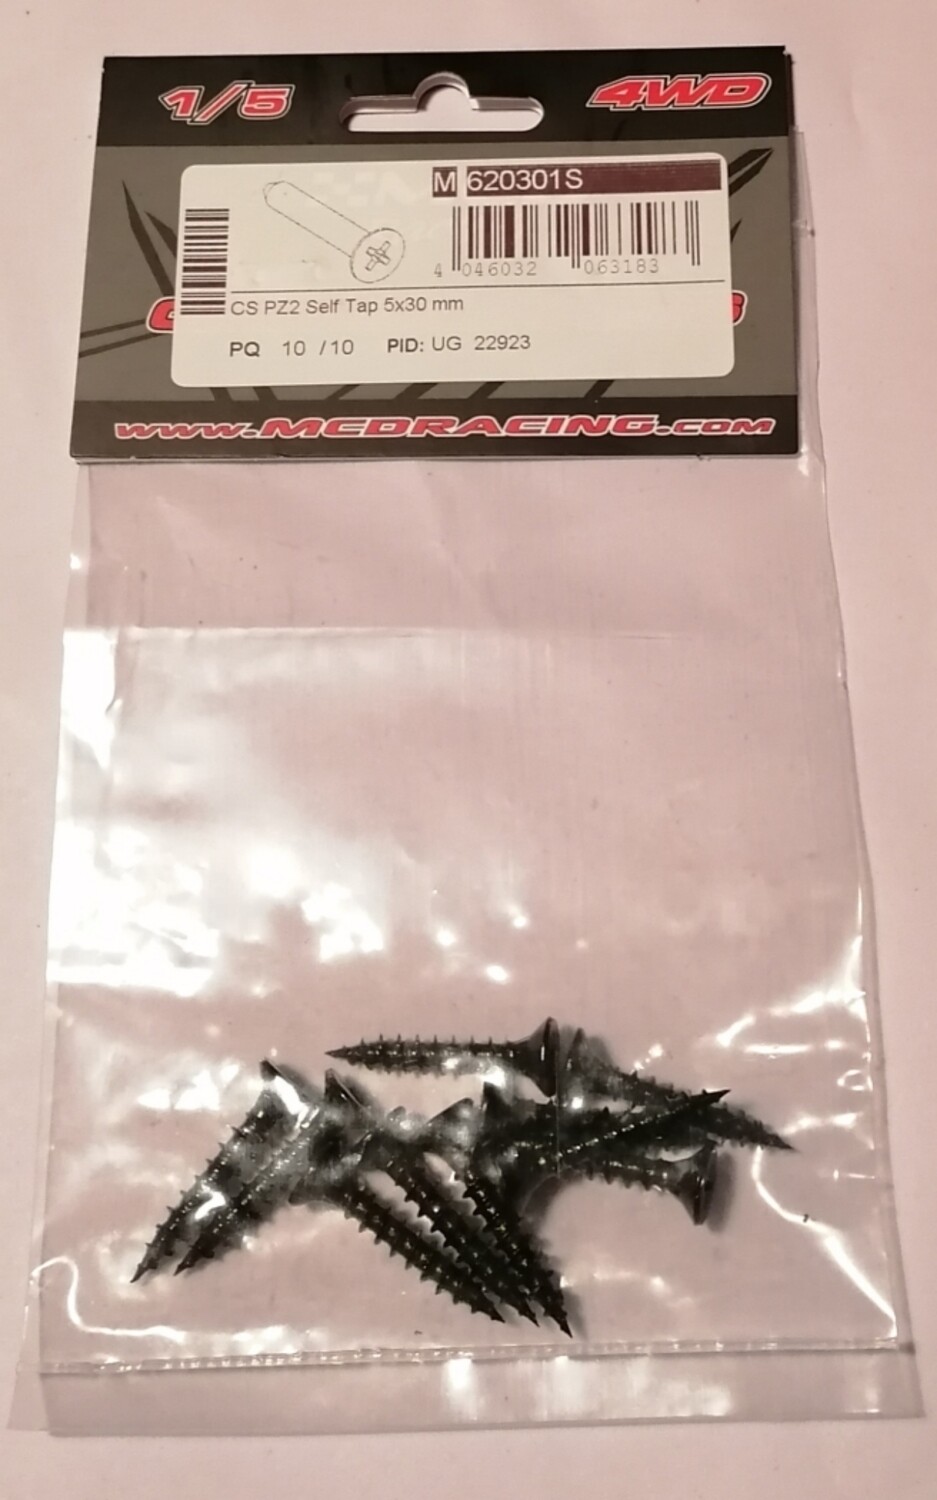 1/5 4WD
M 620301S
4 046032 063183
CS PZ2 Self Tap 5x30 mm
PQ 10 /10 PID: UG 22923
www.MCDRACING.com